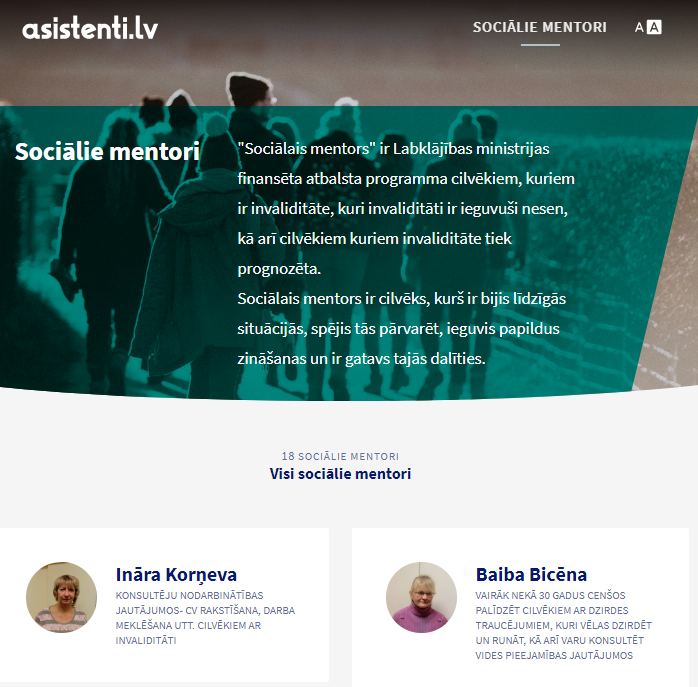 asistenti.lv
SOCIĀLIE MENTORI
A A
Sociālie mentori
"Sociālais mentors" ir Labklājības ministrijas
finansēta atbalsta programma cilvēkiem, kuriem
ir invaliditāte, kuri invaliditāti ir ieguvuši nesen,
kā arī cilvēkiem kuriem invaliditāte tiek
prognozēta.
Sociālais mentors ir cilvēks, kurš ir bijis līdzīgās
situācijās, spējis tās pārvarēt, ieguvis papildus
zināšanas un ir gatavs tajās dalīties.
18 SOCIĀLIE MENTORI
Visi sociālie mentori
Ināra Korņeva
KONSULTĒJU NODARBINĀTĪBAS
JAUTĀJUMOS- CV RAKSTĪŠANA, DARBA
MEKLĒŠANA UTT. CILVĒKIEM AR
INVALIDITĀTI
Baiba Bicēna
VAIRĀK NEKĀ 30 GADUS CENŠOS
PALĪDZĒT CILVĒKIEM AR DZIRDES
TRAUCĒJUMIEM, KURI VĒLAS DZIRDĒT
UN RUNĀT, KĀ ARĪ VARU KONSULTĒT
VIDES PIEEJAMĪBAS JAUTĀJUMOS